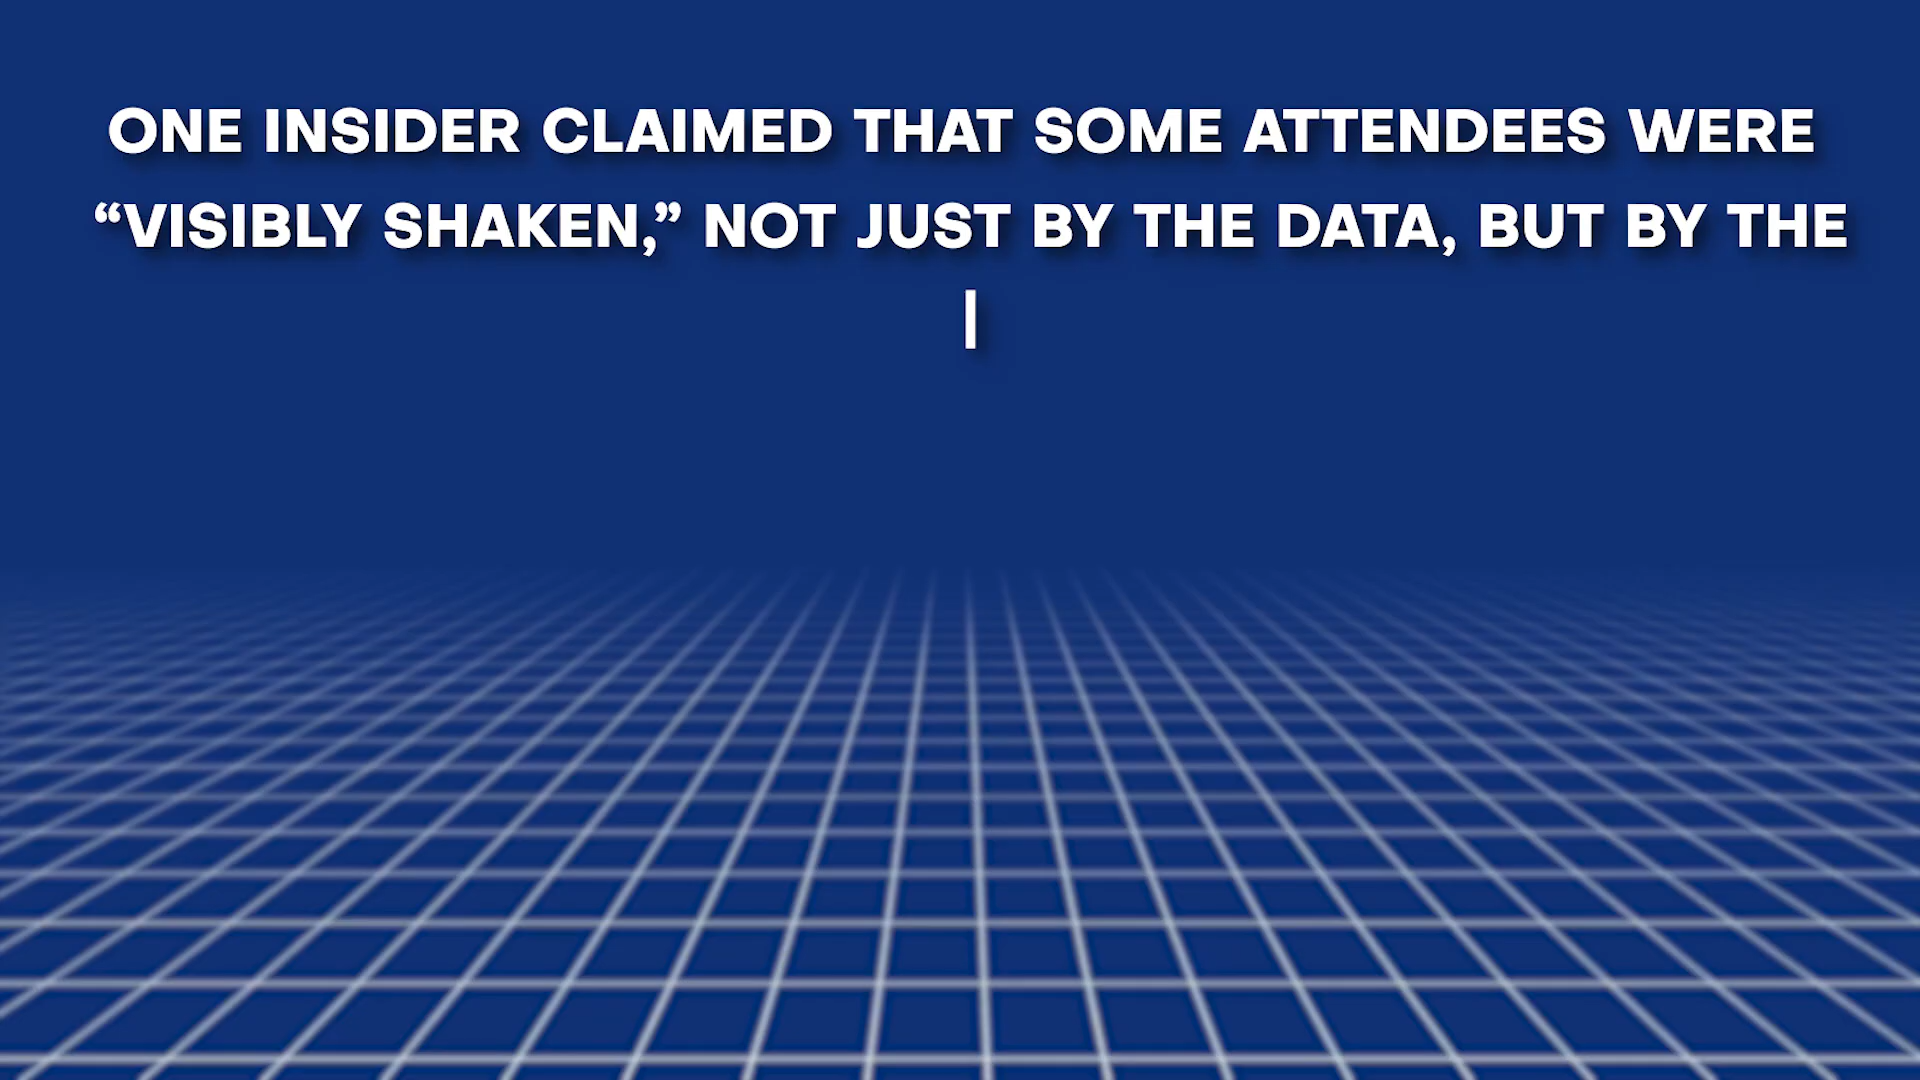 ONE INSIDER CLAIMED THAT SOME ATTENDEES WERE
“VISIBLY SHAKEN,” NOT JUST BY THE DATA, BUT BY THE